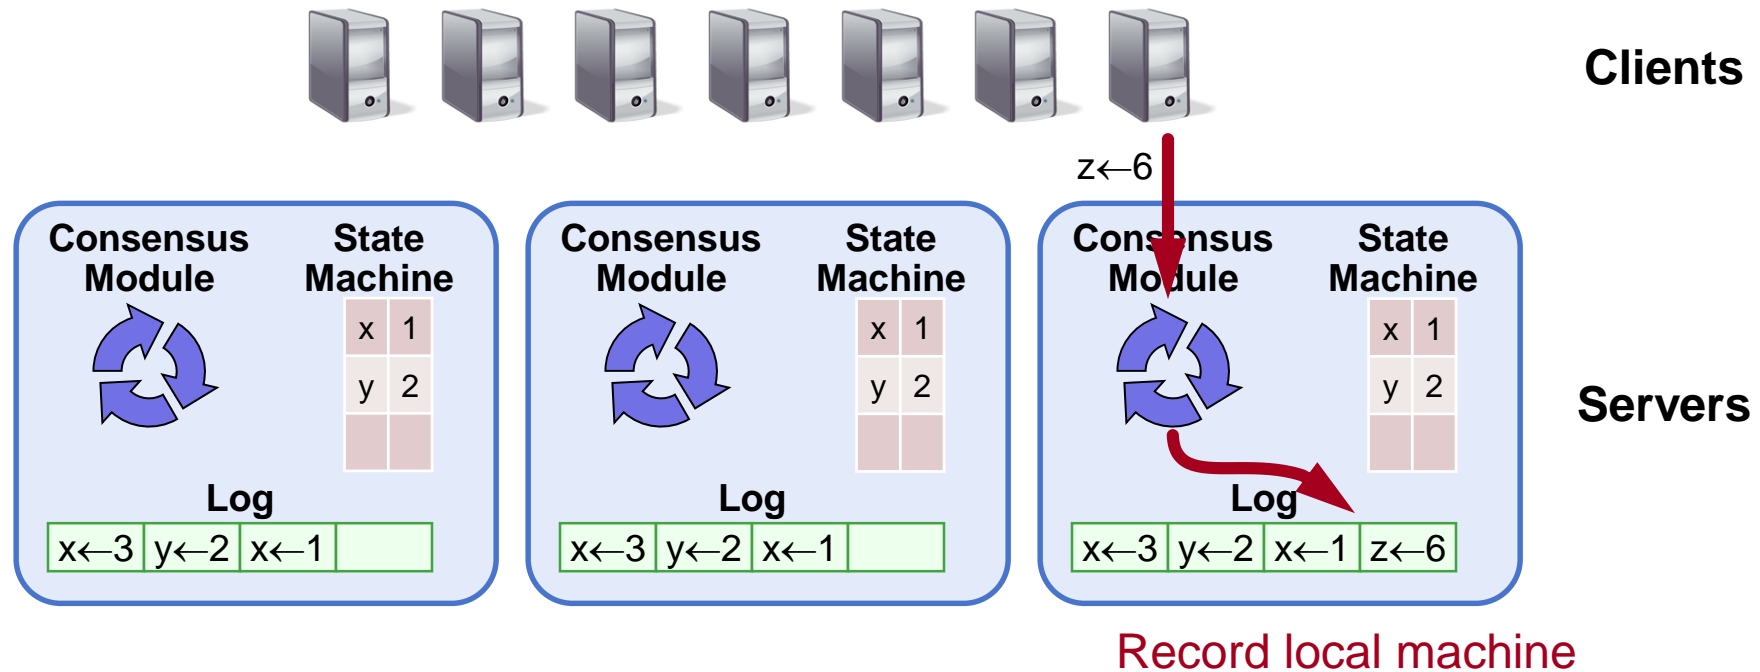 Clients
z←6
Consensus Module
State Machine
x 1
y 2
Log
x←3 y←2 x←1
Consensus Module
State Machine
x 1
y 2
Log
x←3 y←2 x←1
Consensus Module
State Machine
x 1
y 2
Log
x←3 y←2 x←1 z←6
Servers
Record local machine